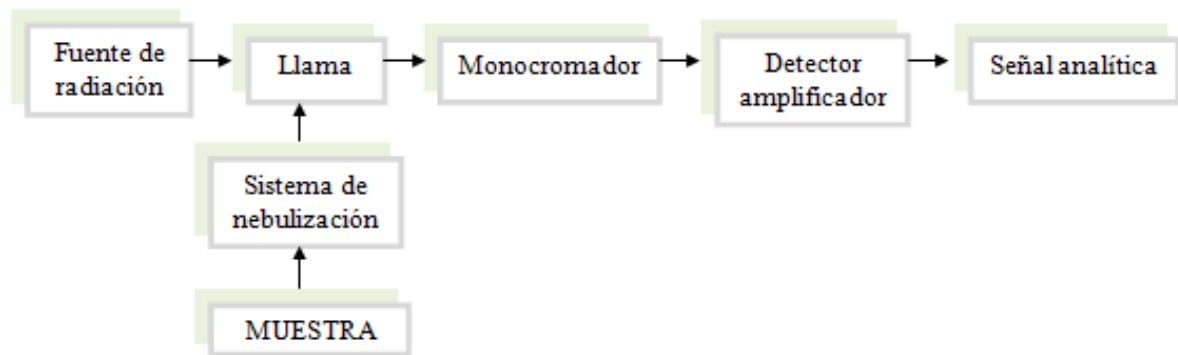 Fuente de
radiación
Llama
Monocromador
Detector
amplificador
Señal analítica
Sistema de
nebulización
MUESTRA